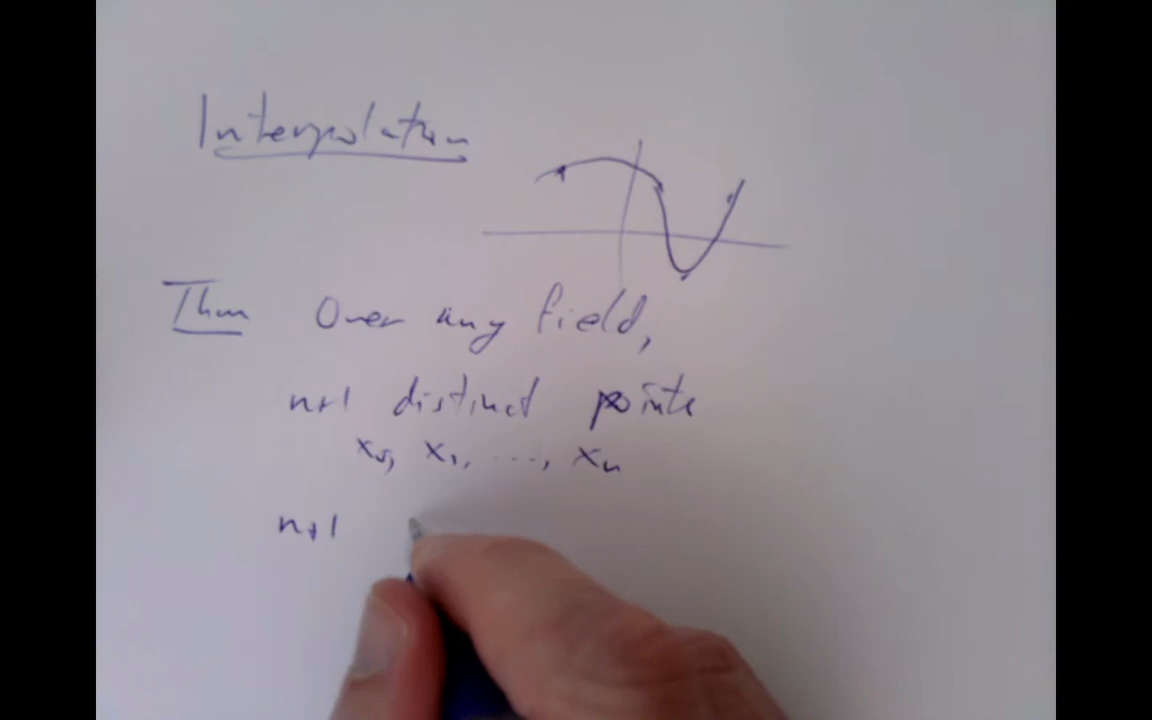 Interpolation
Thm Over any field,
n+1 distinct points
x₀, x₁, ..., xₙ
n+1